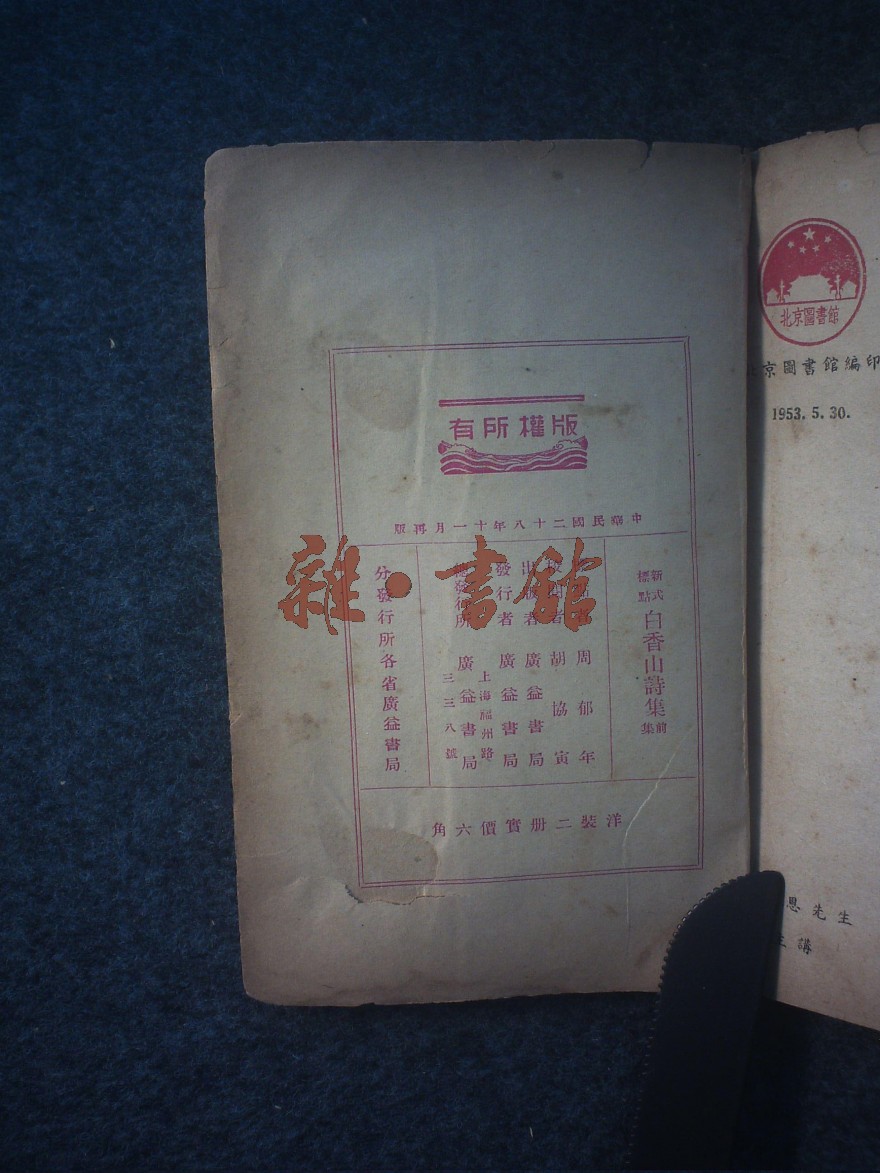 版權所有
中華民國二十八年十一月再版
新式標點
白香山詩集
前集
周郁年
胡協寅
出版者 廣益書局
發行者 廣益書局
總發行所
上海福州路
三三八號
廣益書局
分發行所各省廣益書局
洋裝二册實價六角
雜·書館
北京圖書館
京圖書館編印
1953.5.30.
思先生
主講